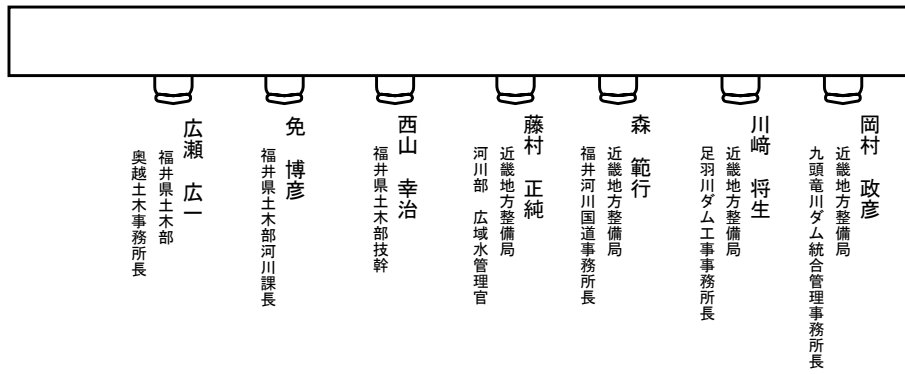 岡村 政彦
近畿地方整備局
九頭竜川ダム統合管理事務所長
川﨑 将生
近畿地方整備局
足羽川ダム工事事務所長
森 範行
近畿地方整備局
福井河川国道事務所長
藤村 正純
近畿地方整備局
河川部 広域水管理官
西山 幸治
福井県土木部技幹
免 博彦
福井県土木部河川課長
広瀬 広一
福井県土木部
奥越土木事務所長